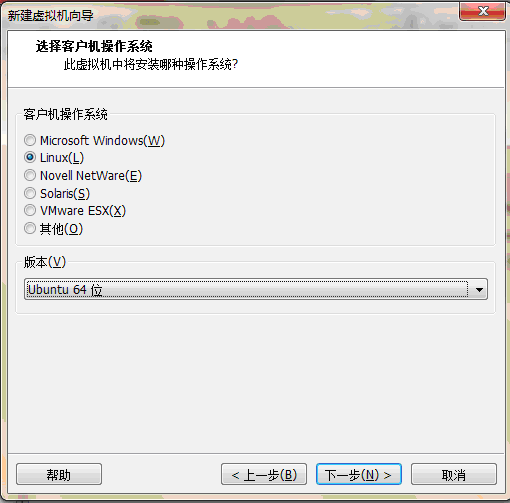 新建虚拟机向导
选择客户机操作系统
此虚拟机中将安装哪种操作系统?
客户机操作系统
Microsoft Windows(W)
Linux(L)
Novell NetWare(E)
Solaris(S)
VMware ESX(X)
其他(O)
版本(V)
Ubuntu 64 位
帮助
< 上一步(B)
下一步(N) >
取消